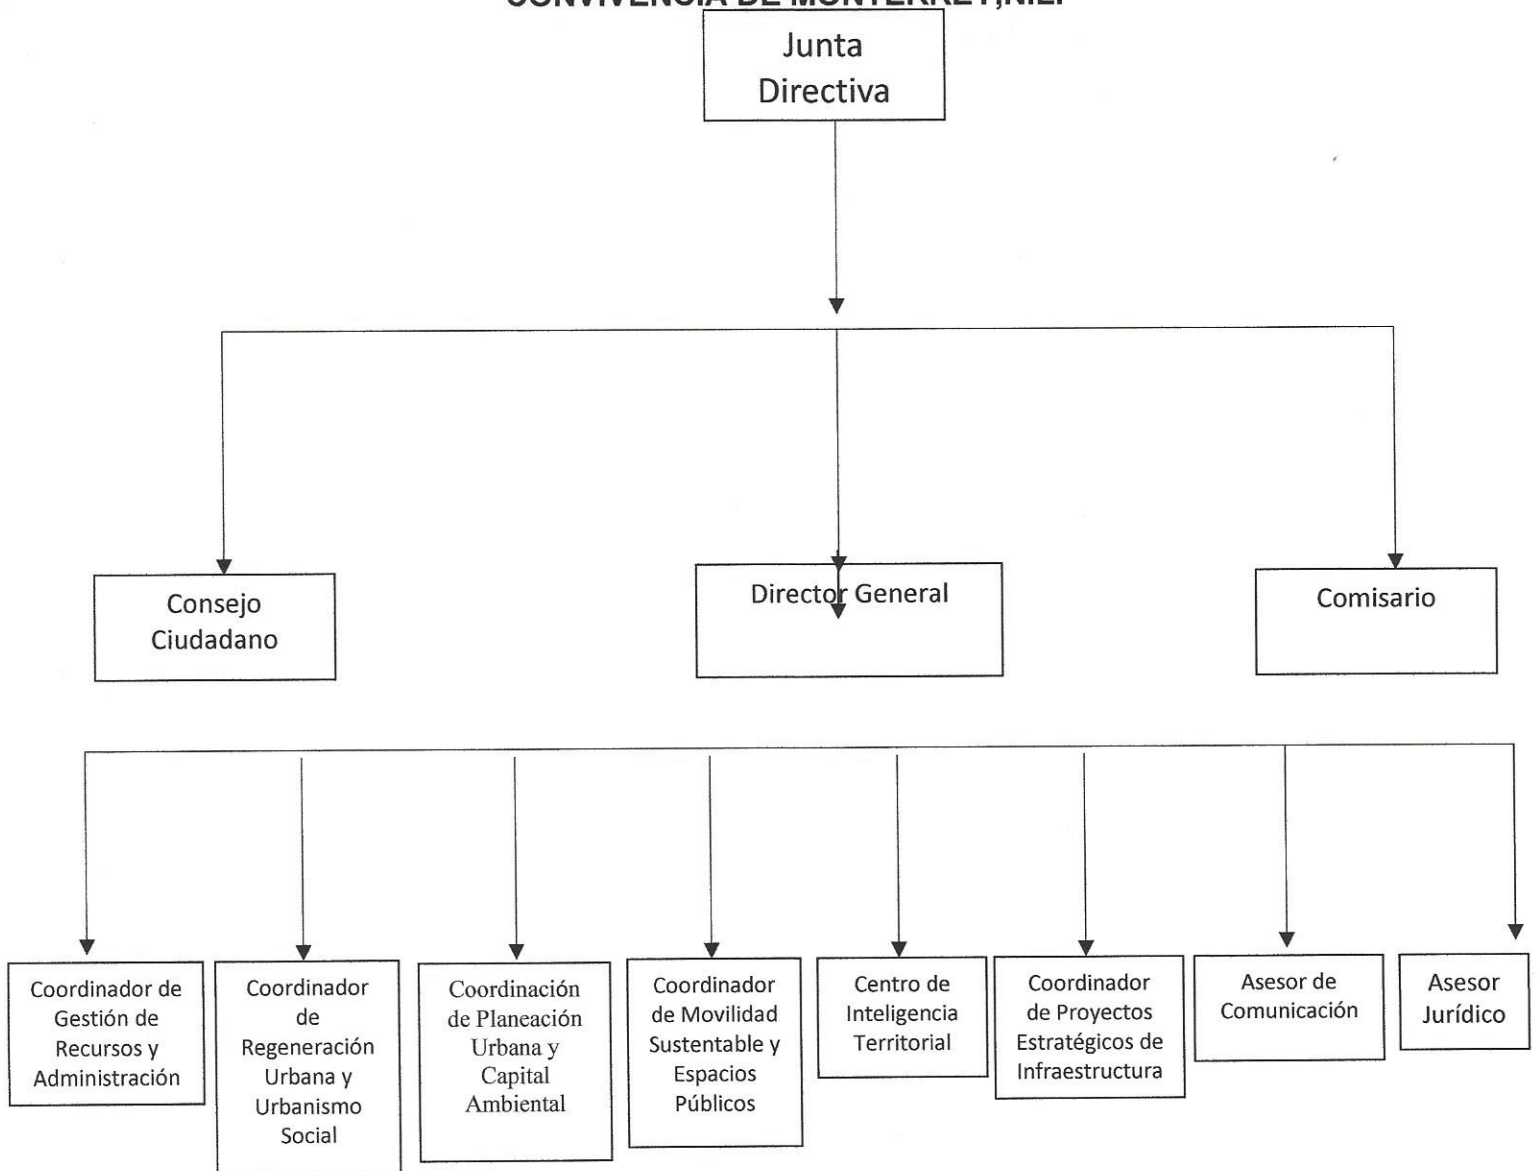 CONVIVENCIA DE MONTERREY,N.L.
Junta
Directiva
Consejo
Ciudadano
Director General
Comisario
Coordinador de
Gestión de
Recursos y
Administración
Coordinador
de
Regeneración
Urbana y
Urbanismo
Social
Coordinación
de Planeación
Urbana y
Capital
Ambiental
Coordinador
de Movilidad
Sustentable y
Espacios
Públicos
Centro de
Inteligencia
Territorial
Coordinador
de Proyectos
Estratégicos de
Infraestructura
Asesor de
Comunicación
Asesor
Jurídico